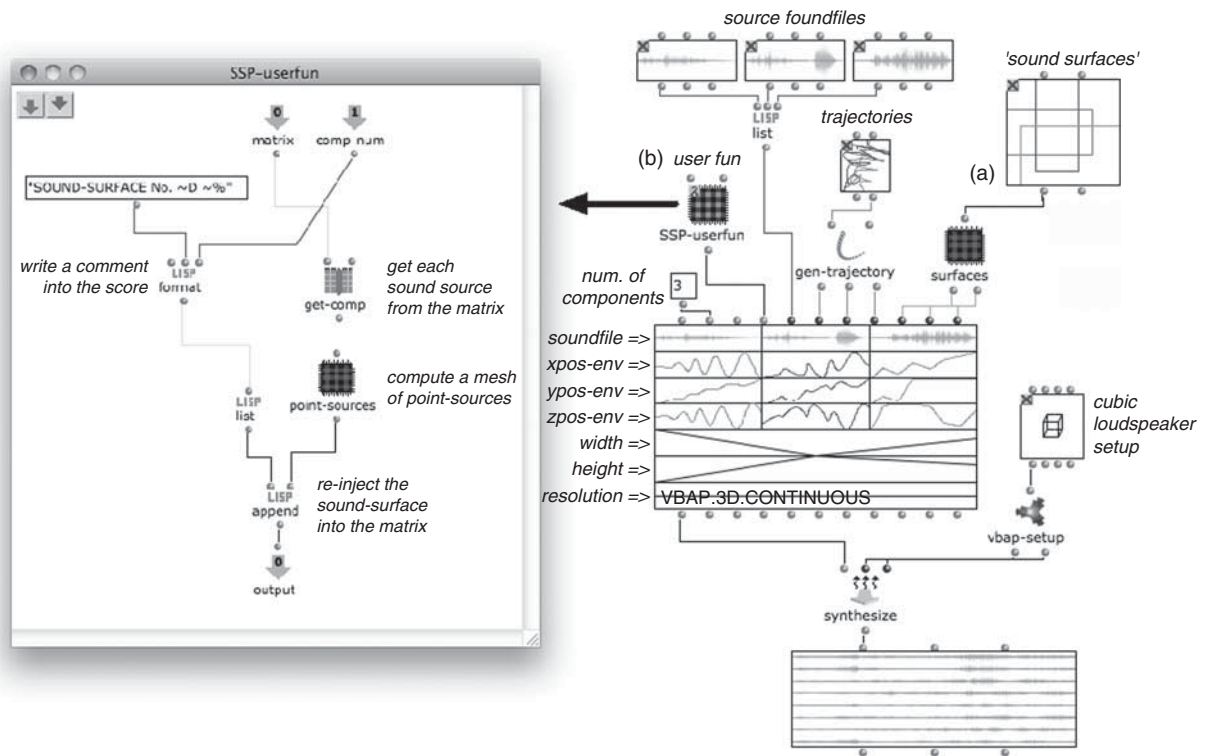 SSP-userfun
0
1
matrix
comp num
"SOUND-SURFACE No. ~D ~%"
write a comment
into the score
LISP
format
get-comp
get each
sound source
from the matrix
LISP
list
point-sources
compute a mesh
of point-sources
LISP
append
re-inject the
sound-surface
into the matrix
0
output
source foundfiles
LISP
list
trajectories
'sound surfaces'
(b)
user fun
(a)
SSP-userfun
gen-trajectory
surfaces
num. of
components
3
soundfile =>
xpos-env =>
ypos-env =>
zpos-env =>
width =>
height =>
resolution =>
VBAP.3D.CONTINUOUS
cubic
loudspeaker
setup
vbap-setup
synthesize